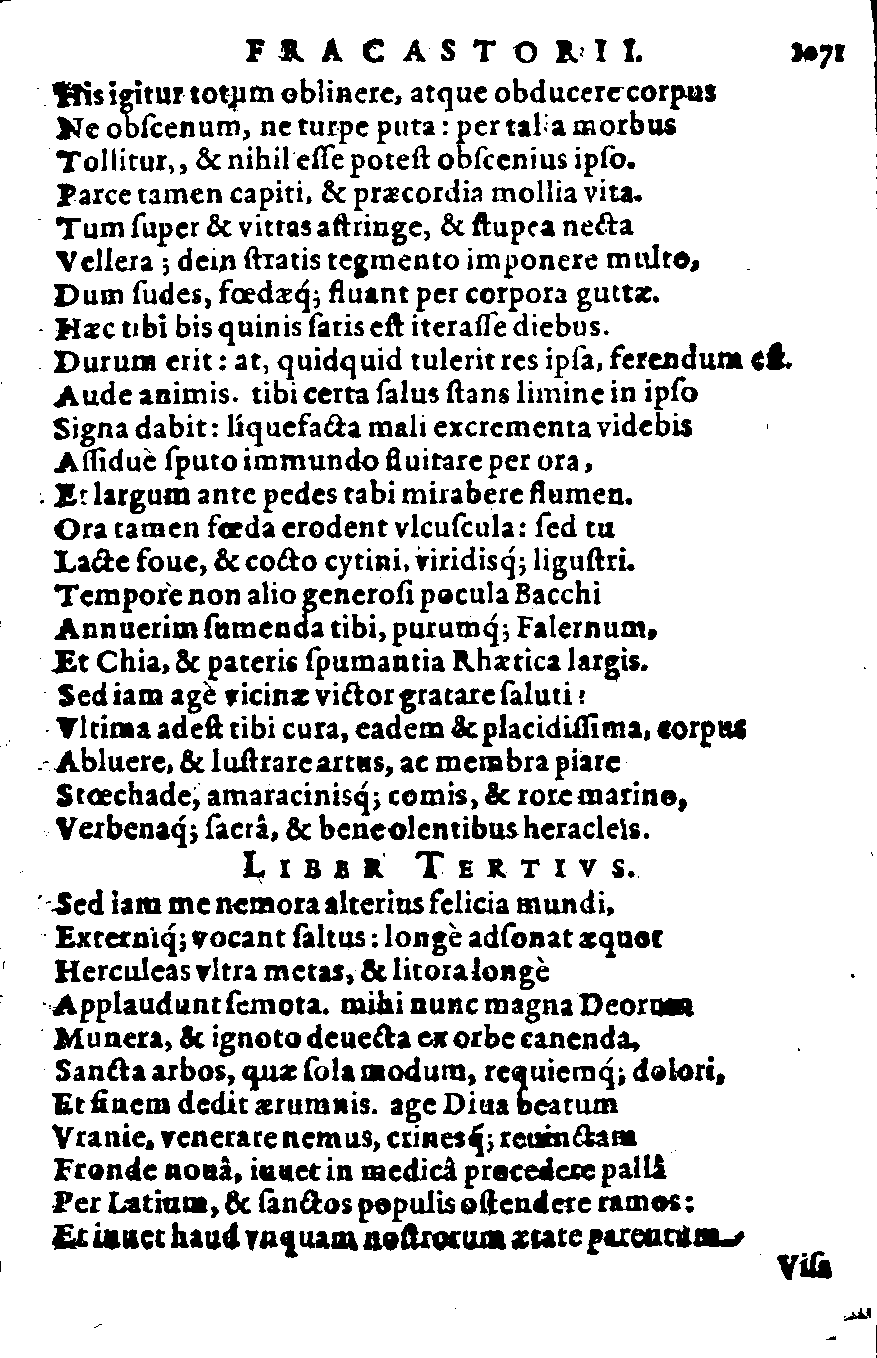 FRACASTORII. 1071
His igitur totum oblinere, atque obducere corpus
Ne obſcenum, ne turpe puta: per talia morbus
Tollitur,, & nihil eſſe poteſt obſcenius ipſo.
Parce tamen capiti, & præcordia mollia vita.
Tum ſuper & vittas aſtringe, & ſtupea necta
Vellera; dein ſtratis tegmento imponere multo,
Dum ſudes, fœdæq́; fluant per corpora guttæ.
Hæc tibi bis quinis ſatis eſt iteraſſe diebus.
Durum erit: at, quidquid tulerit res ipſa, ferendum eſt.
Aude animis. tibi certa ſalus ſtans limine in ipſo
Signa dabit: liquefacta mali excrementa videbis
Aſſiduè ſputo immundo fluitare per ora,
Et largum ante pedes tabi mirabere flumen.
Ora tamen fœda erodent vlcuſcula: ſed tu
Lacte foue, & cocto cytini, viridisq́; liguſtri.
Tempore non alio generoſi pocula Bacchi
Annuerim ſumenda tibi, purumq́; Falernum,
Et Chia, & pateris ſpumantia Rhætica largis.
Sed iam agè vicinæ victor gratare ſaluti:
Vltima adeſt tibi cura, eadem & placidiſſima, corpus
Abluere, & luſtrare artus, ac membra piare
Stœchade, amaracinisq́; comis, & rore marino,
Verbenaq́; ſacrâ, & beneolentibus heracleis.
LIBER TERTIVS.
Sed iam me nemora alterius felicia mundi,
Externiq́; vocant ſaltus: longè adſonat æquor
Herculeas vltra metas, & litora longè
Applaudunt ſemota. mihi nunc magna Deorum
Munera, & ignoto deuecta ex orbe canenda,
Sancta arbos, quæ ſola modum, requiemq́; dolori,
Et finem dedit ærumnis. age Diua beatum
Vranie, venerare nemus, crinesq́; reuinctam
Fronde nouâ, iuuet in medicâ procedere pallâ
Per Latium, & ſanctos populis oſtendere ramos:
Et iuuet haud vnquam noſtrorum ætate parentum
Viſa